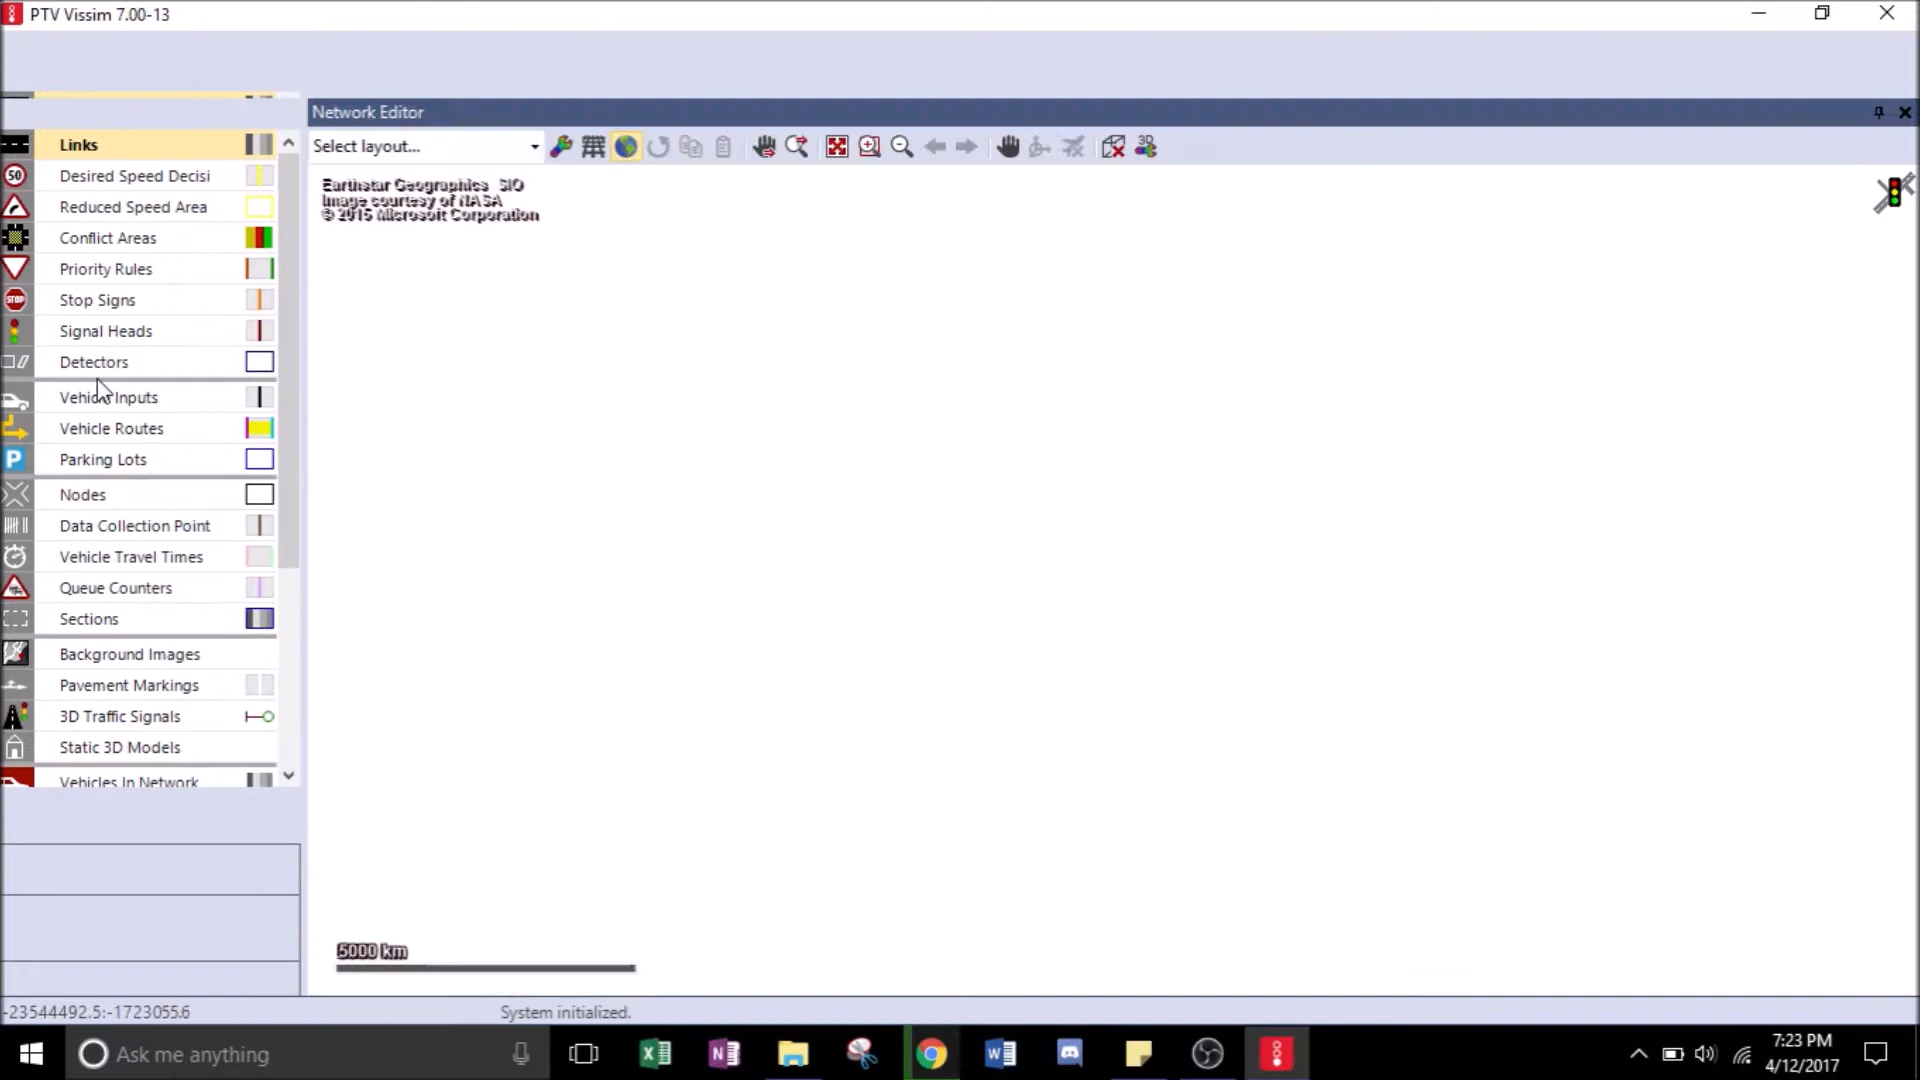 PTV Vissim 7.00-13
Network Editor
Links
Select layout...
3D
50
Desired Speed Decisi
Reduced Speed Area
Conflict Areas
Priority Rules
STOP
Stop Signs
Signal Heads
Detectors
Vehicle Inputs
Vehicle Routes
P
Parking Lots
Nodes
Data Collection Point
Vehicle Travel Times
Queue Counters
Sections
Background Images
Pavement Markings
3D Traffic Signals
Static 3D Models
Vehicles In Network
Earthstar Geographics SIO
Image courtesy of NASA
© 2015 Microsoft Corporation
5000 km
-23544492.5:-1723055.6
System initialized.
Ask me anything
7:23 PM
4/12/2017